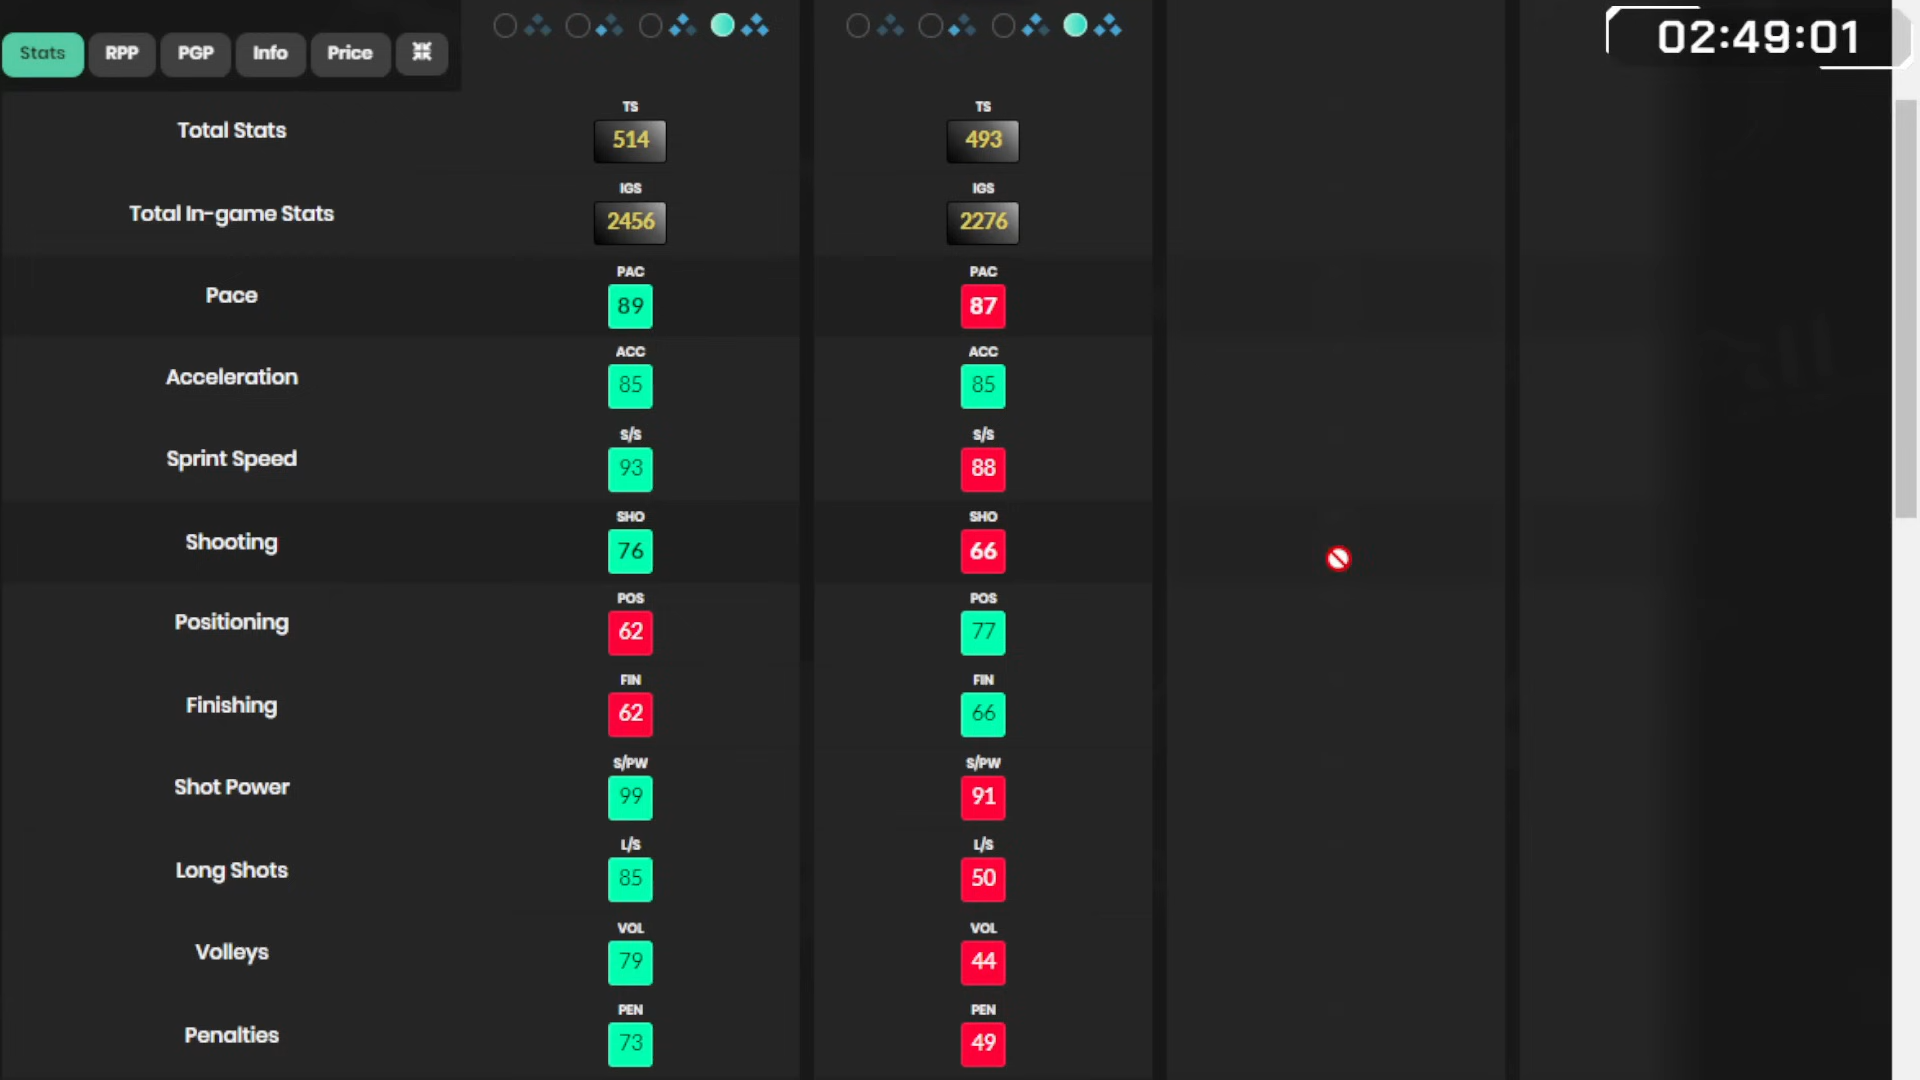 02:49:01
Stats RPP PGP Info Price
TS TS
Total Stats 514 493
IGS IGS
Total In-game Stats 2456 2276
PAC PAC
Pace 89 87
ACC ACC
Acceleration 85 85
S/S S/S
Sprint Speed 93 88
SHO SHO
Shooting 76 66
POS POS
Positioning 62 77
FIN FIN
Finishing 62 66
S/PW S/PW
Shot Power 99 91
L/S L/S
Long Shots 85 50
VOL VOL
Volleys 79 44
PEN PEN
Penalties 73 49